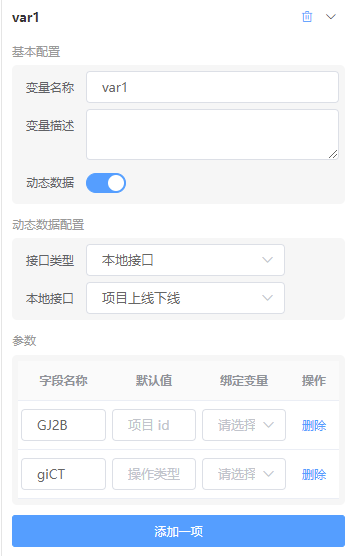 var1
基本配置
变量名称 var1
变量描述
动态数据
动态数据配置
接口类型 本地接口
本地接口 项目上线下线
参数
字段名称 默认值 绑定变量 操作
GJ2B 项目 id 请选择 删除
giCT 操作类型 请选择 删除
添加一项